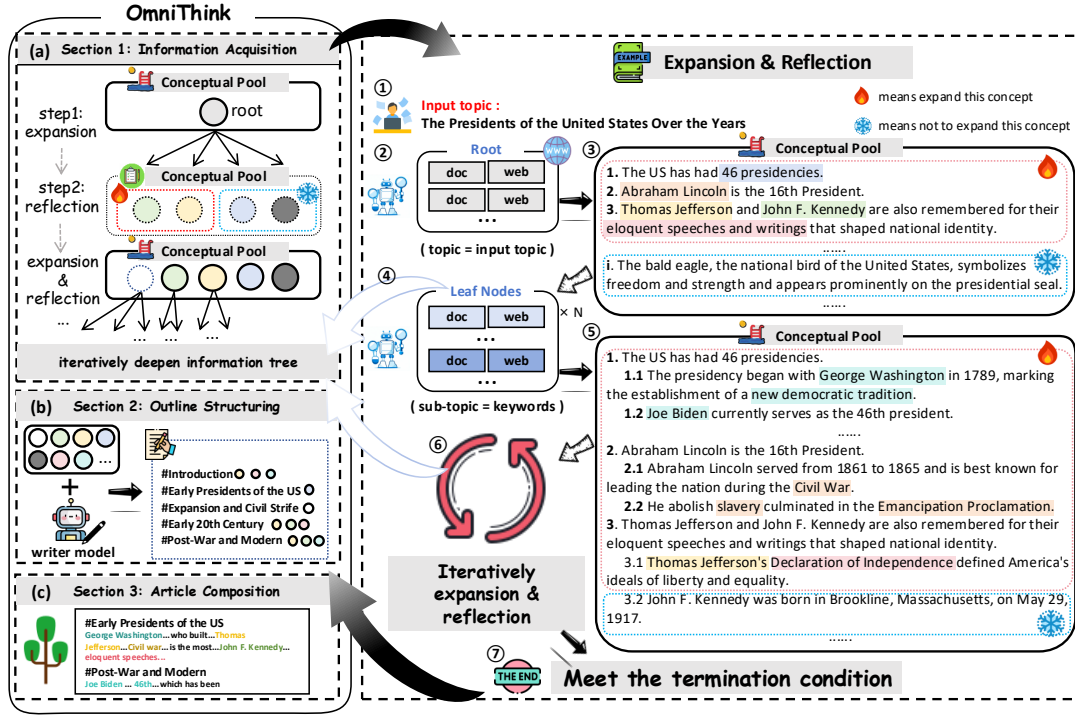 OmniThink
(a) Section 1: Information Acquisition
Conceptual Pool
root
step1:
expansion
Conceptual Pool
step2:
reflection
Conceptual Pool
expansion
&
reflection
...
... ... ...
iteratively deepen information tree
(b) Section 2: Outline Structuring
...
+
writer model
#Introduction
#Early Presidents of the US
#Expansion and Civil Strife
#Early 20th Century
#Post-War and Modern
(c) Section 3: Article Composition
#Early Presidents of the US
George Washington...who built...Thomas
Jefferson...Civil war... is the most...John F. Kennedy...
eloquent speeches...
#Post-War and Modern
Joe Biden ... 46th...which has been
EXAMPLE
Expansion & Reflection
means expand this concept
means not to expand this concept
①
Input topic :
The Presidents of the United States Over the Years
②
Root
WWW
doc web
doc web
...
( topic = input topic )
③
Conceptual Pool
1. The US has had 46 presidencies.
2. Abraham Lincoln is the 16th President.
3. Thomas Jefferson and John F. Kennedy are also remembered for their
eloquent speeches and writings that shaped national identity.
......
i. The bald eagle, the national bird of the United States, symbolizes
freedom and strength and appears prominently on the presidential seal.
......
④
Leaf Nodes
doc web
...
doc web
...
× N
( sub-topic = keywords )
⑤
Conceptual Pool
1. The US has had 46 presidencies.
1.1 The presidency began with George Washington in 1789, marking
the establishment of a new democratic tradition.
1.2 Joe Biden currently serves as the 46th president.
......
2. Abraham Lincoln is the 16th President.
2.1 Abraham Lincoln served from 1861 to 1865 and is best known for
leading the nation during the Civil War.
2.2 He abolish slavery culminated in the Emancipation Proclamation.
3. Thomas Jefferson and John F. Kennedy are also remembered for their
eloquent speeches and writings that shaped national identity.
3.1 Thomas Jefferson's Declaration of Independence defined America's
ideals of liberty and equality.
3.2 John F. Kennedy was born in Brookline, Massachusetts, on May 29,
1917.
......
⑥
Iteratively
expansion &
reflection
⑦
THE END
Meet the termination condition